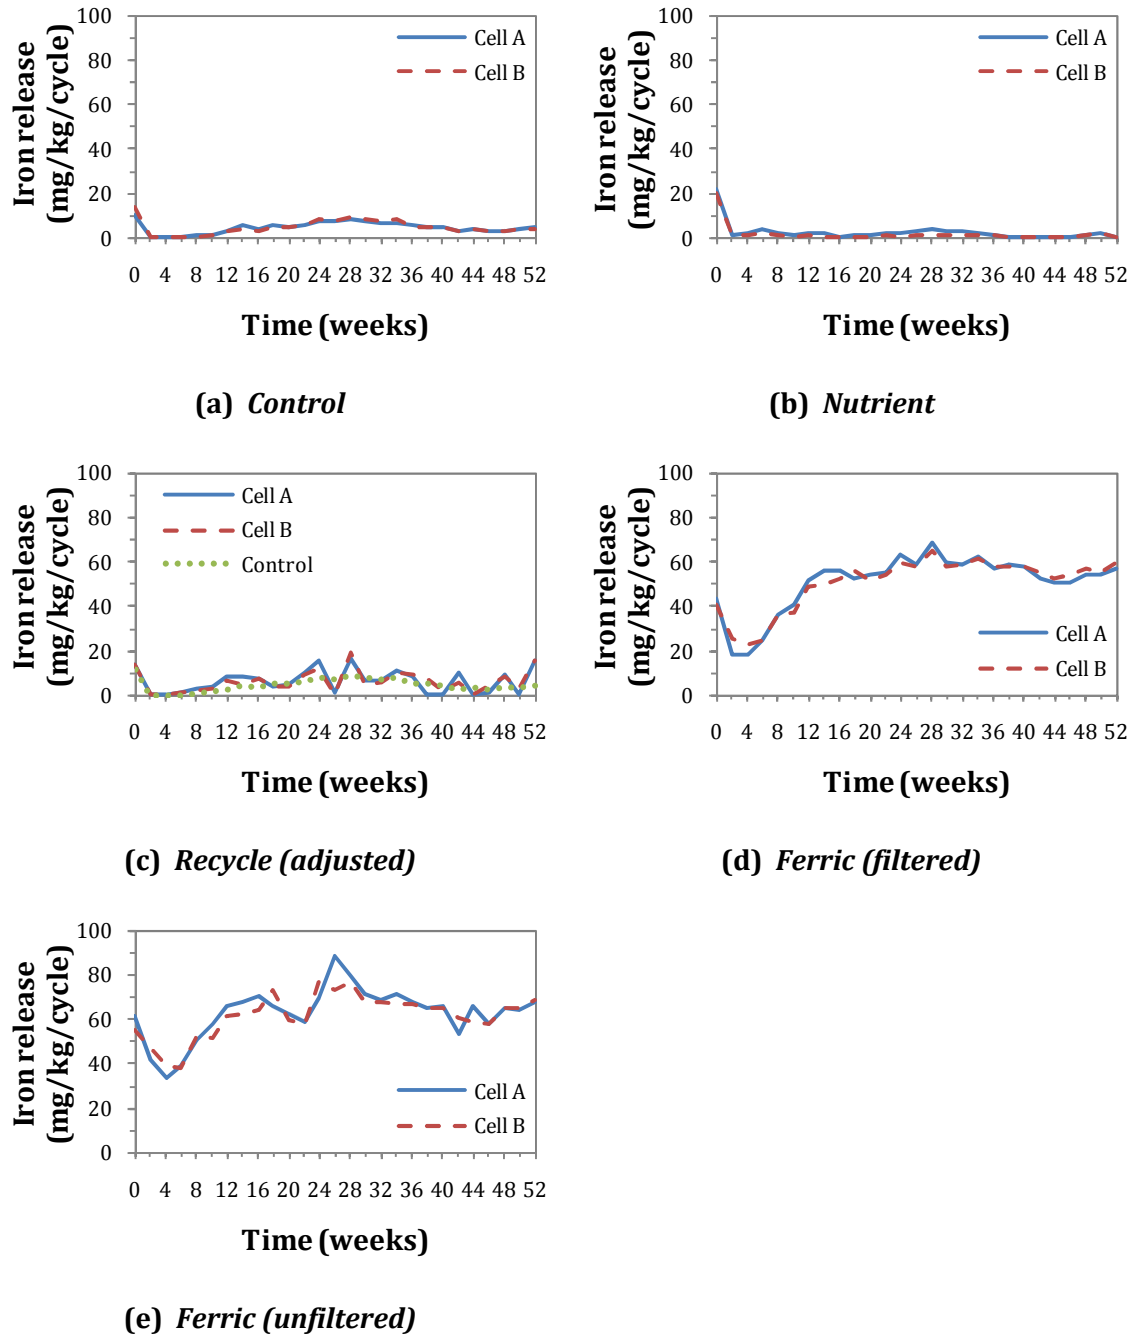 Iron release
(mg/kg/cycle)
100
80
60
40
20
0
Cell A
Cell B
0 4 8 12 16 20 24 28 32 36 40 44 48 52
Time (weeks)
(a) Control
Iron release
(mg/kg/cycle)
100
80
60
40
20
0
Cell A
Cell B
0 4 8 12 16 20 24 28 32 36 40 44 48 52
Time (weeks)
(b) Nutrient
Iron release
(mg/kg/cycle)
100
80
60
40
20
0
Cell A
Cell B
Control
0 4 8 12 16 20 24 28 32 36 40 44 48 52
Time (weeks)
(c) Recycle (adjusted)
Iron release
(mg/kg/cycle)
100
80
60
40
20
0
Cell A
Cell B
0 4 8 12 16 20 24 28 32 36 40 44 48 52
Time (weeks)
(d) Ferric (filtered)
Iron release
(mg/kg/cycle)
100
80
60
40
20
0
Cell A
Cell B
0 4 8 12 16 20 24 28 32 36 40 44 48 52
Time (weeks)
(e) Ferric (unfiltered)